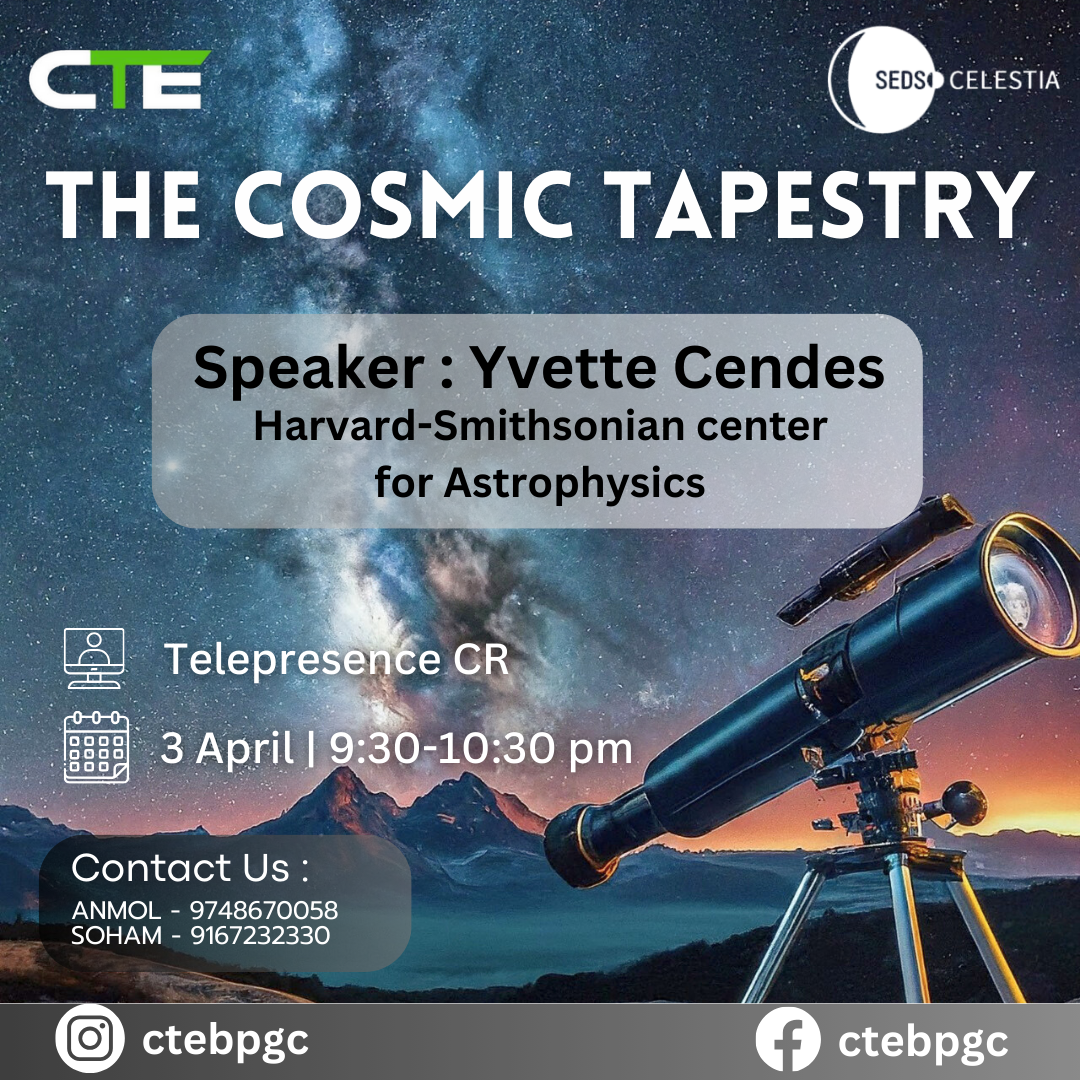 CTE
SEDS CELESTIA
THE COSMIC TAPESTRY
Speaker : Yvette Cendes
Harvard-Smithsonian center
for Astrophysics
Telepresence CR
3 April | 9:30-10:30 pm
Contact Us :
ANMOL - 9748670058
SOHAM - 9167232330
ctebpgc
ctebpgc